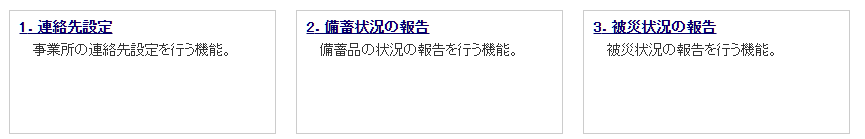 1. 連絡先設定
事業所の連絡先設定を行う機能。
2. 備蓄状況の報告
備蓄品の状況の報告を行う機能。
3. 被災状況の報告
被災状況の報告を行う機能。